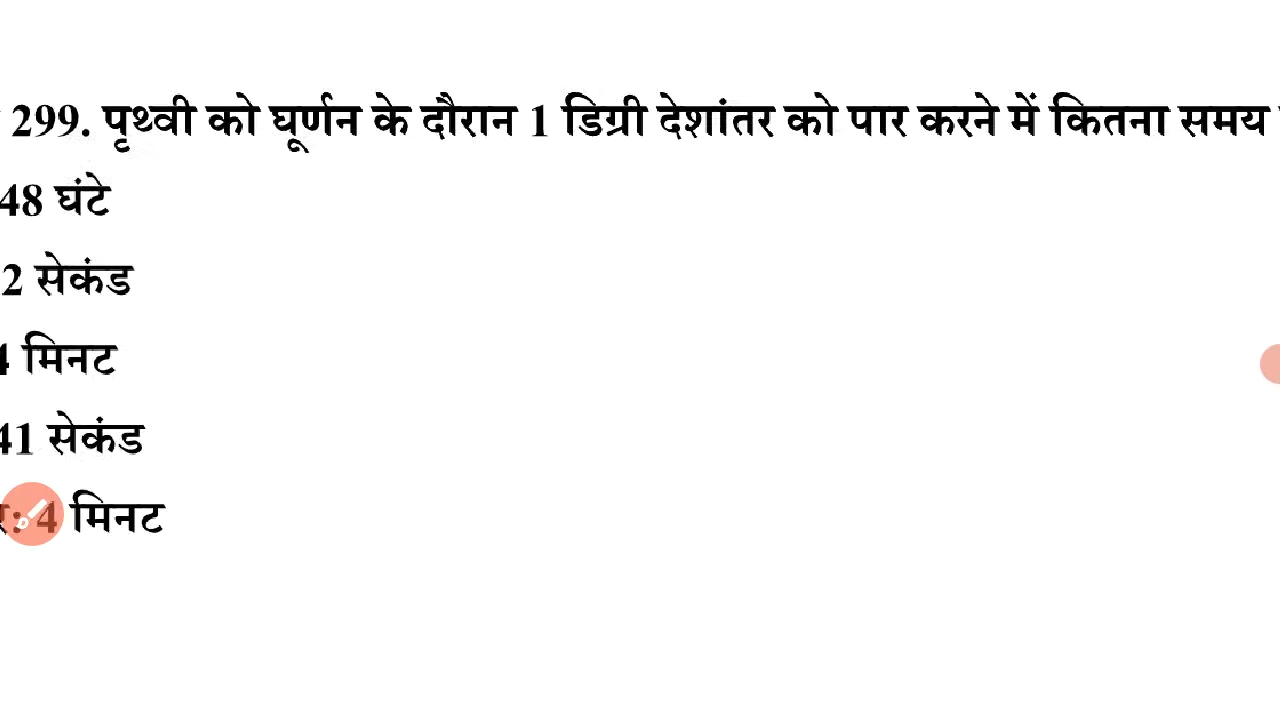 299. पृथ्वी को घूर्णन के दौरान 1 डिग्री देशांतर को पार करने में कितना समय
48 घंटे
2 सेकंड
4 मिनट
41 सेकंड
4 मिनट